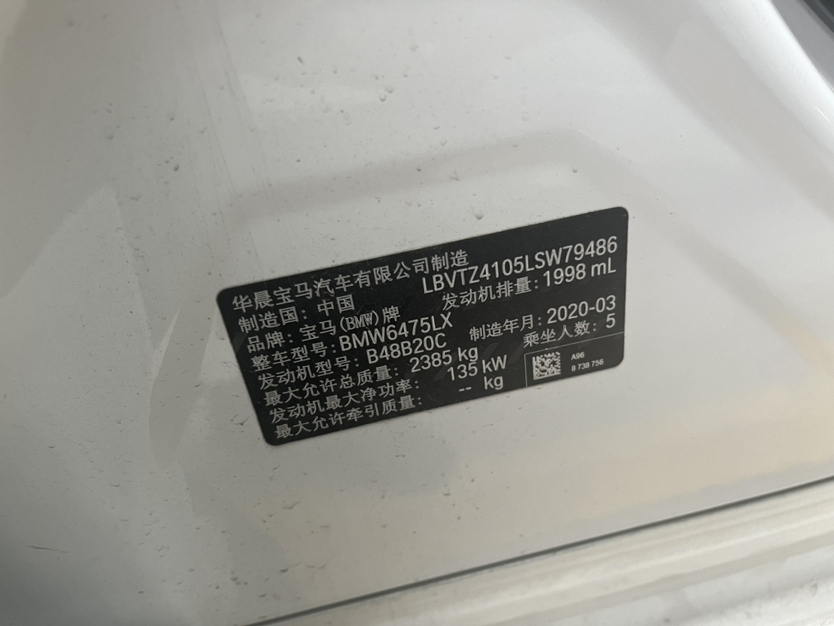 华晨宝马汽车有限公司制造
制造国: 中国 LBVTZ4105LSW79486
品牌: 宝马(BMW)牌 发动机排量: 1998 mL
整车型号: BMW6475LX
发动机型号: B48B20C 制造年月: 2020-03
最大允许总质量: 2385 kg 乘坐人数: 5
发动机最大净功率: 135 kW
最大允许牵引质量: -- kg
A96
8 738 756